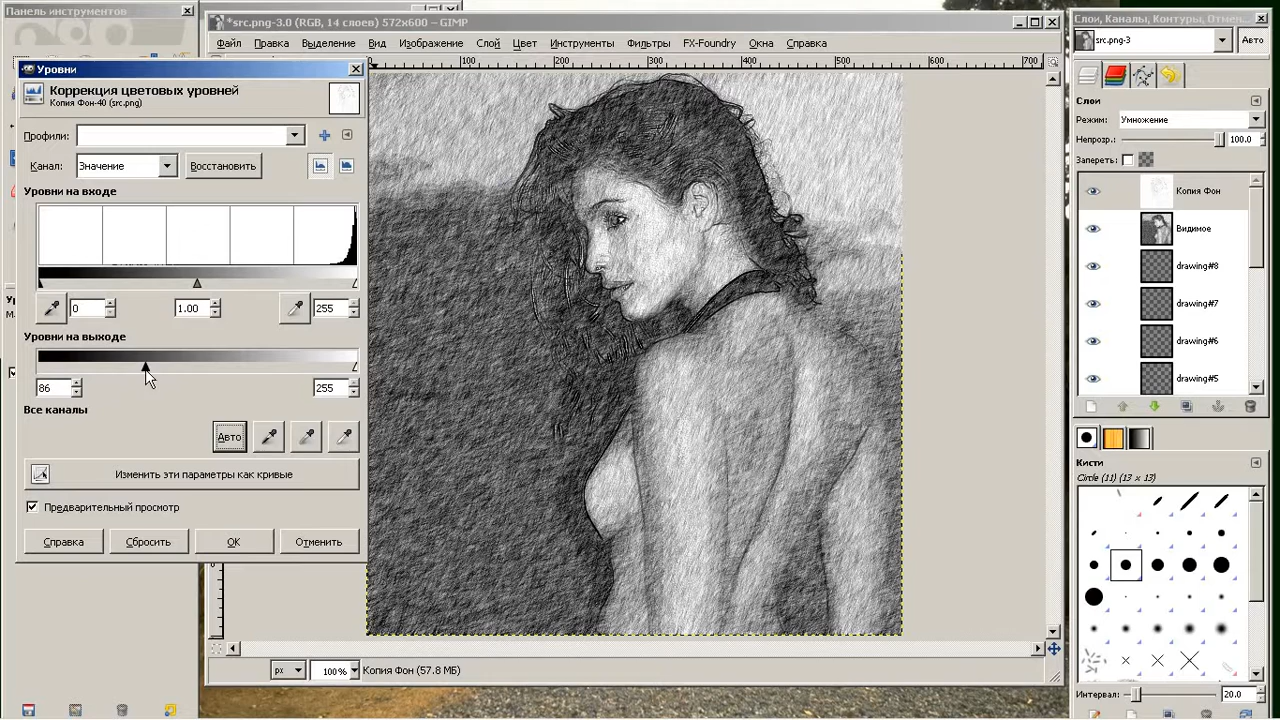 Панель инструментов
*src.png-3.0 (RGB, 14 слоев) 572x600 – GIMP
Файл Правка Выделение Вид Изображение Слой Цвет Инструменты Фильтры FX-Foundry Окна Справка
0 100 200 300 400 500 600 700
Уровни
Коррекция цветовых уровней
Копия Фон-40 (src.png)
Профили:
Канал: Значение Восстановить
Уровни на входе
0 1.00 255
Уровни на выходе
86 255
Все каналы
Авто
Изменить эти параметры как кривые
Предварительный просмотр
Справка Сбросить ОК Отменить
px 100% Копия Фон (57.8 МБ)
Слои, Каналы, Контуры, Отмен...
src.png-3 Авто
Слои
Режим: Умножение
Непрозр.: 100.0
Запереть:
Копия Фон
Видимое
drawing#8
drawing#7
drawing#6
drawing#5
Кисти
Circle (11) (13 x 13)
Интервал: 20.0